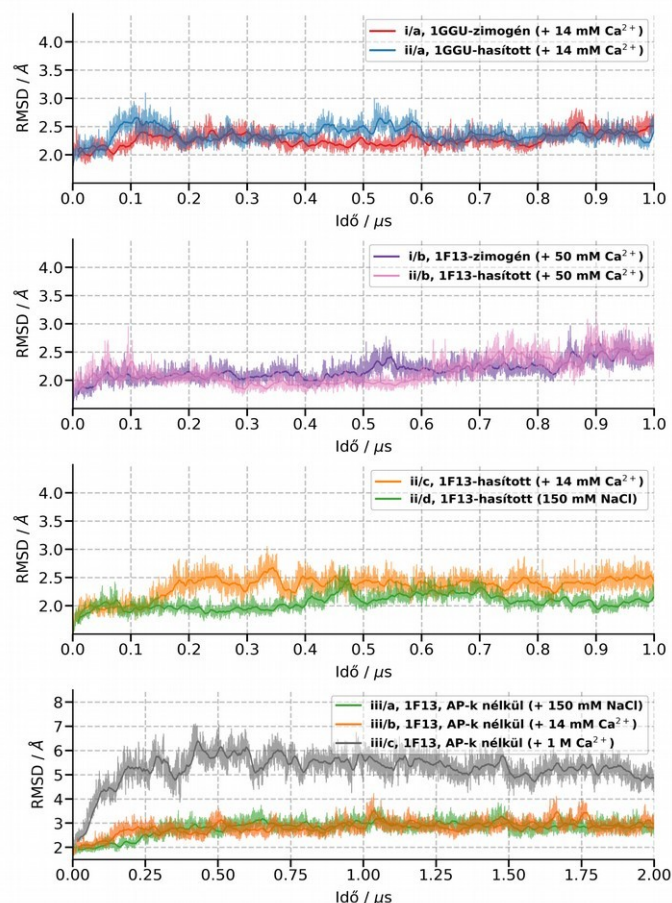 i/a, 1GGU-zimogén (+ 14 mM Ca²⁺)
ii/a, 1GGU-hasított (+ 14 mM Ca²⁺)
RMSD / Å
4.0
3.5
3.0
2.5
2.0
0.0 0.1 0.2 0.3 0.4 0.5 0.6 0.7 0.8 0.9 1.0
Idő / μs
i/b, 1F13-zimogén (+ 50 mM Ca²⁺)
ii/b, 1F13-hasított (+ 50 mM Ca²⁺)
RMSD / Å
4.0
3.5
3.0
2.5
2.0
0.0 0.1 0.2 0.3 0.4 0.5 0.6 0.7 0.8 0.9 1.0
Idő / μs
ii/c, 1F13-hasított (+ 14 mM Ca²⁺)
ii/d, 1F13-hasított (150 mM NaCl)
RMSD / Å
4.0
3.5
3.0
2.5
2.0
0.0 0.1 0.2 0.3 0.4 0.5 0.6 0.7 0.8 0.9 1.0
Idő / μs
iii/a, 1F13, AP-k nélkül (+ 150 mM NaCl)
iii/b, 1F13, AP-k nélkül (+ 14 mM Ca²⁺)
iii/c, 1F13, AP-k nélkül (+ 1 M Ca²⁺)
RMSD / Å
8
7
6
5
4
3
2
0.00 0.25 0.50 0.75 1.00 1.25 1.50 1.75 2.00
Idő / μs